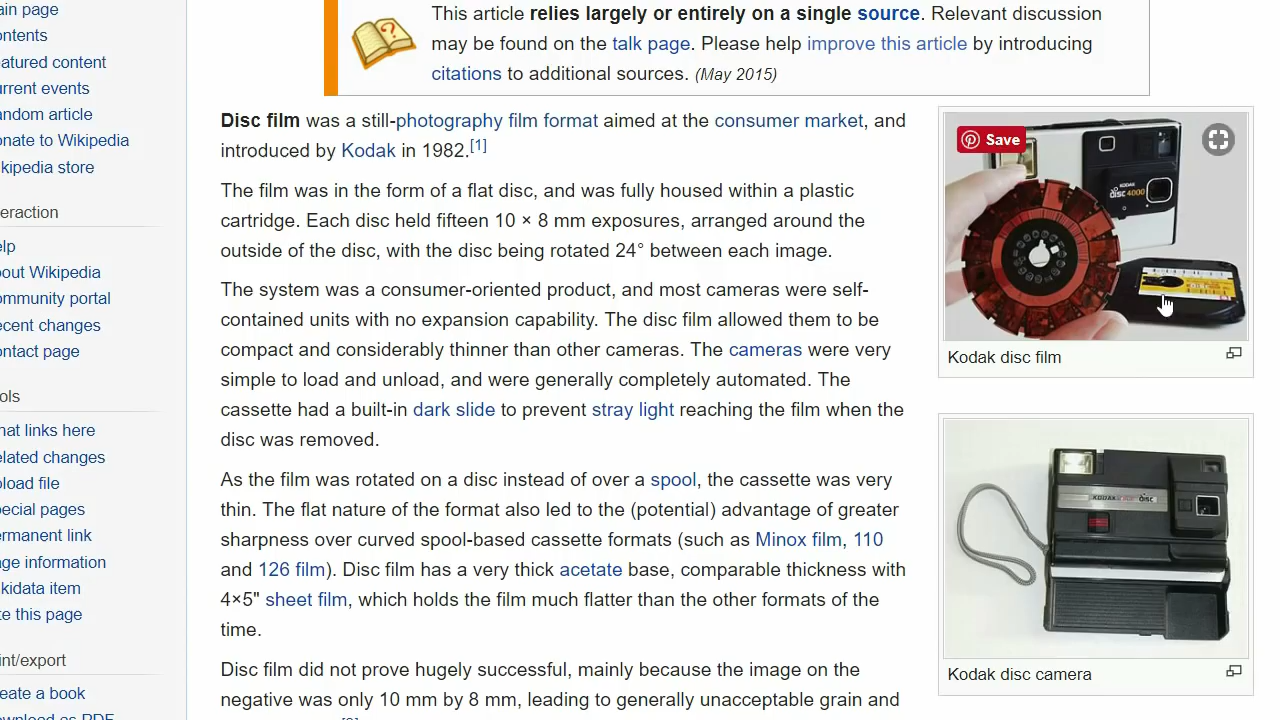 ain page
ontents
eatured content
urrent events
andom article
onate to Wikipedia
kipedia store
eraction
elp
bout Wikipedia
ommunity portal
ecent changes
ontact page
ols
hat links here
elated changes
pload file
pecial pages
ermanent link
age information
ikidata item
te this page
int/export
eate a book
ownload as PDF
This article relies largely or entirely on a single source. Relevant discussion
may be found on the talk page. Please help improve this article by introducing
citations to additional sources. (May 2015)
Disc film was a still-photography film format aimed at the consumer market, and
introduced by Kodak in 1982.[1]
The film was in the form of a flat disc, and was fully housed within a plastic
cartridge. Each disc held fifteen 10 × 8 mm exposures, arranged around the
outside of the disc, with the disc being rotated 24° between each image.
The system was a consumer-oriented product, and most cameras were self-
contained units with no expansion capability. The disc film allowed them to be
compact and considerably thinner than other cameras. The cameras were very
simple to load and unload, and were generally completely automated. The
cassette had a built-in dark slide to prevent stray light reaching the film when the
disc was removed.
As the film was rotated on a disc instead of over a spool, the cassette was very
thin. The flat nature of the format also led to the (potential) advantage of greater
sharpness over curved spool-based cassette formats (such as Minox film, 110
and 126 film). Disc film has a very thick acetate base, comparable thickness with
4×5" sheet film, which holds the film much flatter than the other formats of the
time.
Disc film did not prove hugely successful, mainly because the image on the
negative was only 10 mm by 8 mm, leading to generally unacceptable grain and
Save
KODAK
disc 4000
Kodak disc film
KODAK
disc
Kodak disc camera